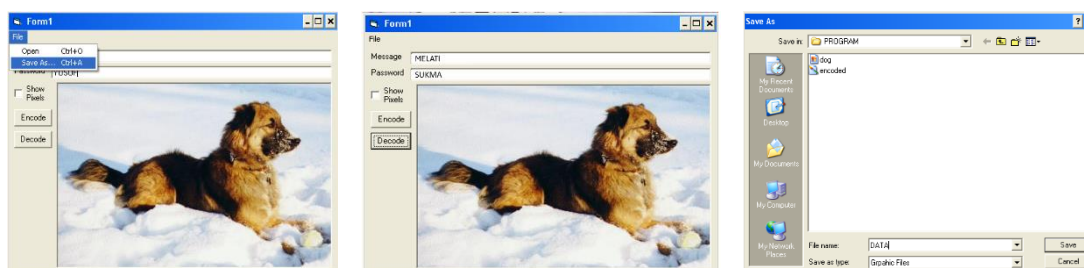 Form1
File
Open Ctrl+O
Save As... Ctrl+A
Password YUSUF
Show
Pixels
Encode
Decode
Form1
File
Message MELATI
Password SUKMA
Show
Pixels
Encode
Decode
Save As
Save in: PROGRAM
dog
encoded
My Recent
Documents
Desktop
My Documents
My Computer
My Network
Places
File name: DATA
Save
Save as type: Grpahic Files
Cancel